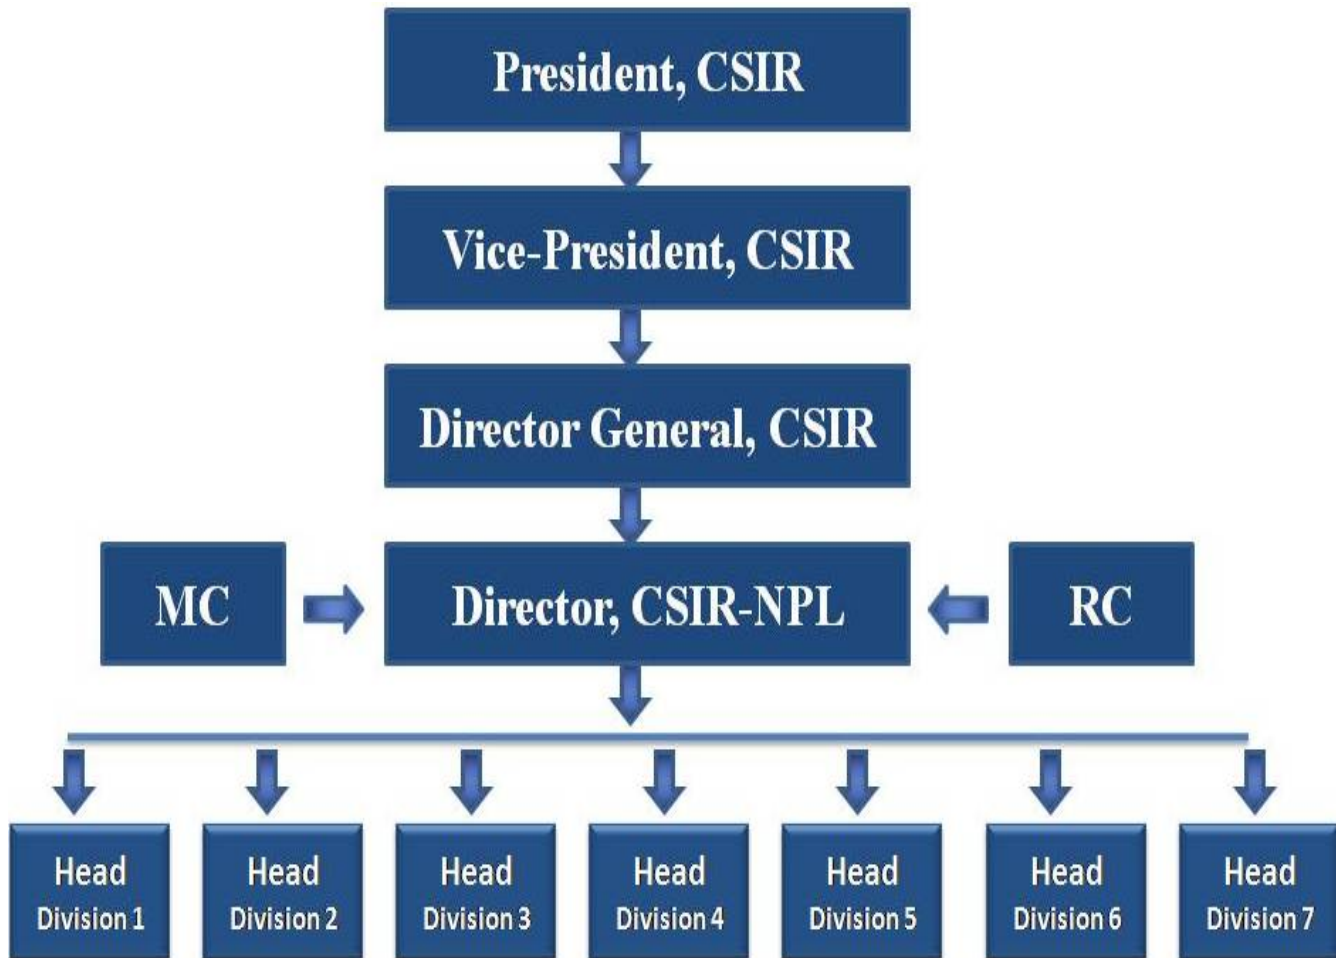 President, CSIR
Vice-President, CSIR
Director General, CSIR
MC
Director, CSIR-NPL
RC
Head
Division 1
Head
Division 2
Head
Division 3
Head
Division 4
Head
Division 5
Head
Division 6
Head
Division 7